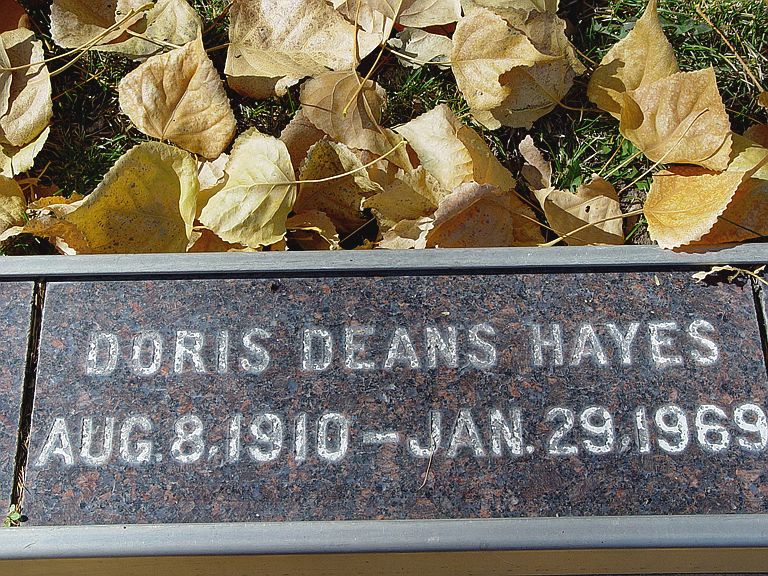 DORIS DEANS HAYES
AUG. 8, 1910 - JAN. 29, 1969